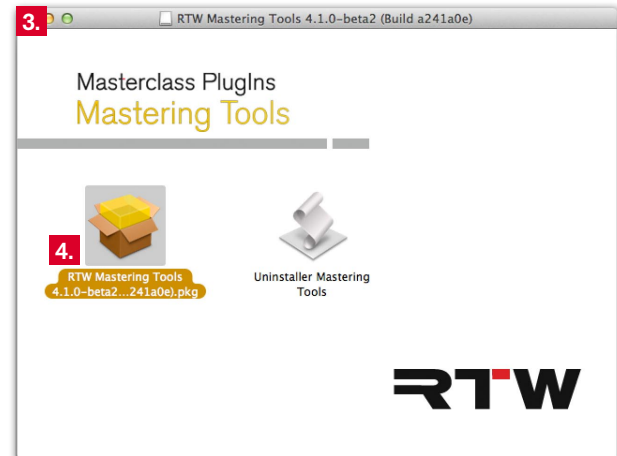 3.
RTW Mastering Tools 4.1.0-beta2 (Build a241a0e)
Masterclass PlugIns
Mastering Tools
4.
RTW Mastering Tools
4.1.0-beta2...241a0e).pkg
Uninstaller Mastering
Tools
RTW